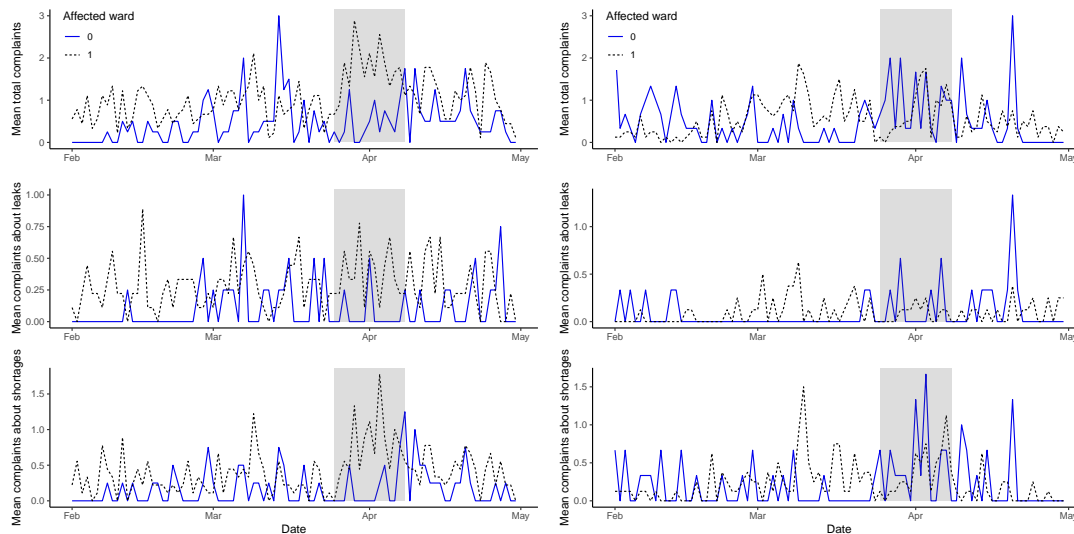 Mean total complaints
Affected ward
0
1
3
2
1
0
Feb
Mar
Apr
May
Mean total complaints
Affected ward
0
1
3
2
1
0
Feb
Mar
Apr
May
Mean complaints about leaks
1.00
0.75
0.50
0.25
0.00
Feb
Mar
Apr
May
Mean complaints about leaks
1.0
0.5
0.0
Feb
Mar
Apr
May
Mean complaints about shortages
1.5
1.0
0.5
0.0
Feb
Mar
Apr
May
Date
Mean complaints about shortages
1.5
1.0
0.5
0.0
Feb
Mar
Apr
May
Date